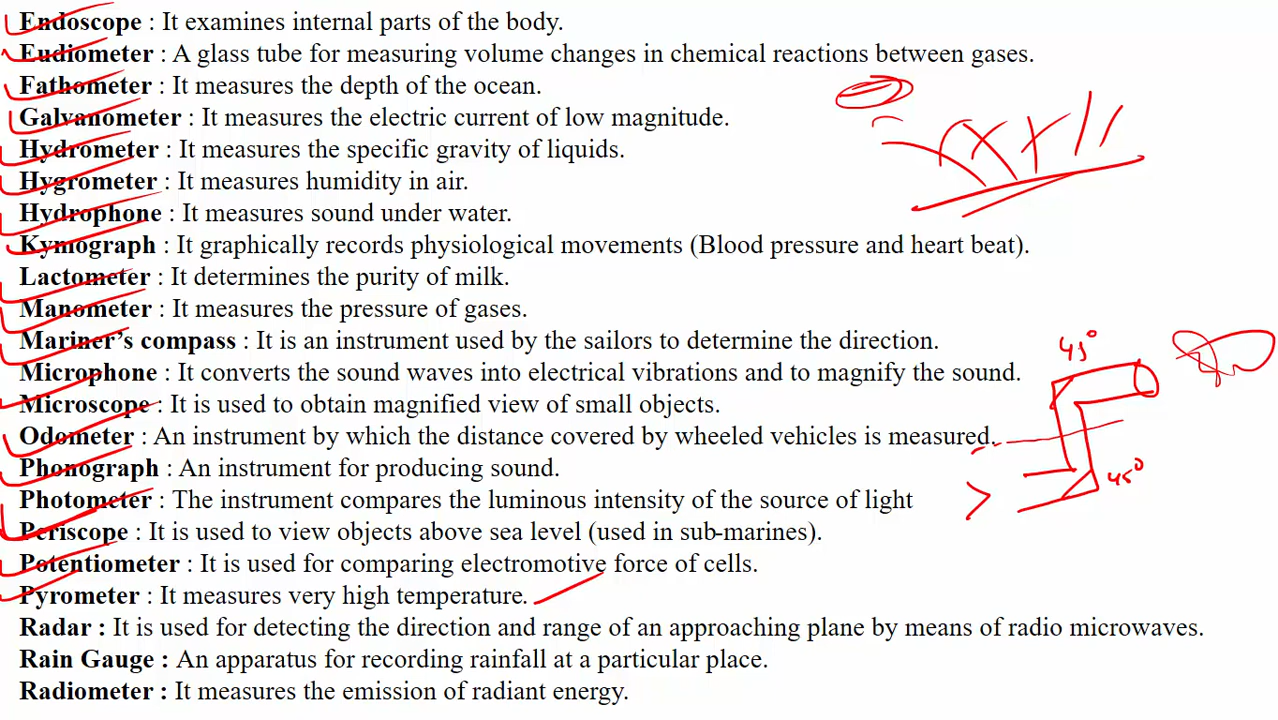 Endoscope : It examines internal parts of the body.
Eudiometer : A glass tube for measuring volume changes in chemical reactions between gases.
Fathometer : It measures the depth of the ocean.
Galvanometer : It measures the electric current of low magnitude.
Hydrometer : It measures the specific gravity of liquids.
Hygrometer : It measures humidity in air.
Hydrophone : It measures sound under water.
Kymograph : It graphically records physiological movements (Blood pressure and heart beat).
Lactometer : It determines the purity of milk.
Manometer : It measures the pressure of gases.
Mariner’s compass : It is an instrument used by the sailors to determine the direction.
45°
Microphone : It converts the sound waves into electrical vibrations and to magnify the sound.
Microscope : It is used to obtain magnified view of small objects.
Odometer : An instrument by which the distance covered by wheeled vehicles is measured.
Phonograph : An instrument for producing sound.
45°
Photometer : The instrument compares the luminous intensity of the source of light
Periscope : It is used to view objects above sea level (used in sub-marines).
Potentiometer : It is used for comparing electromotive force of cells.
Pyrometer : It measures very high temperature.
Radar : It is used for detecting the direction and range of an approaching plane by means of radio microwaves.
Rain Gauge : An apparatus for recording rainfall at a particular place.
Radiometer : It measures the emission of radiant energy.